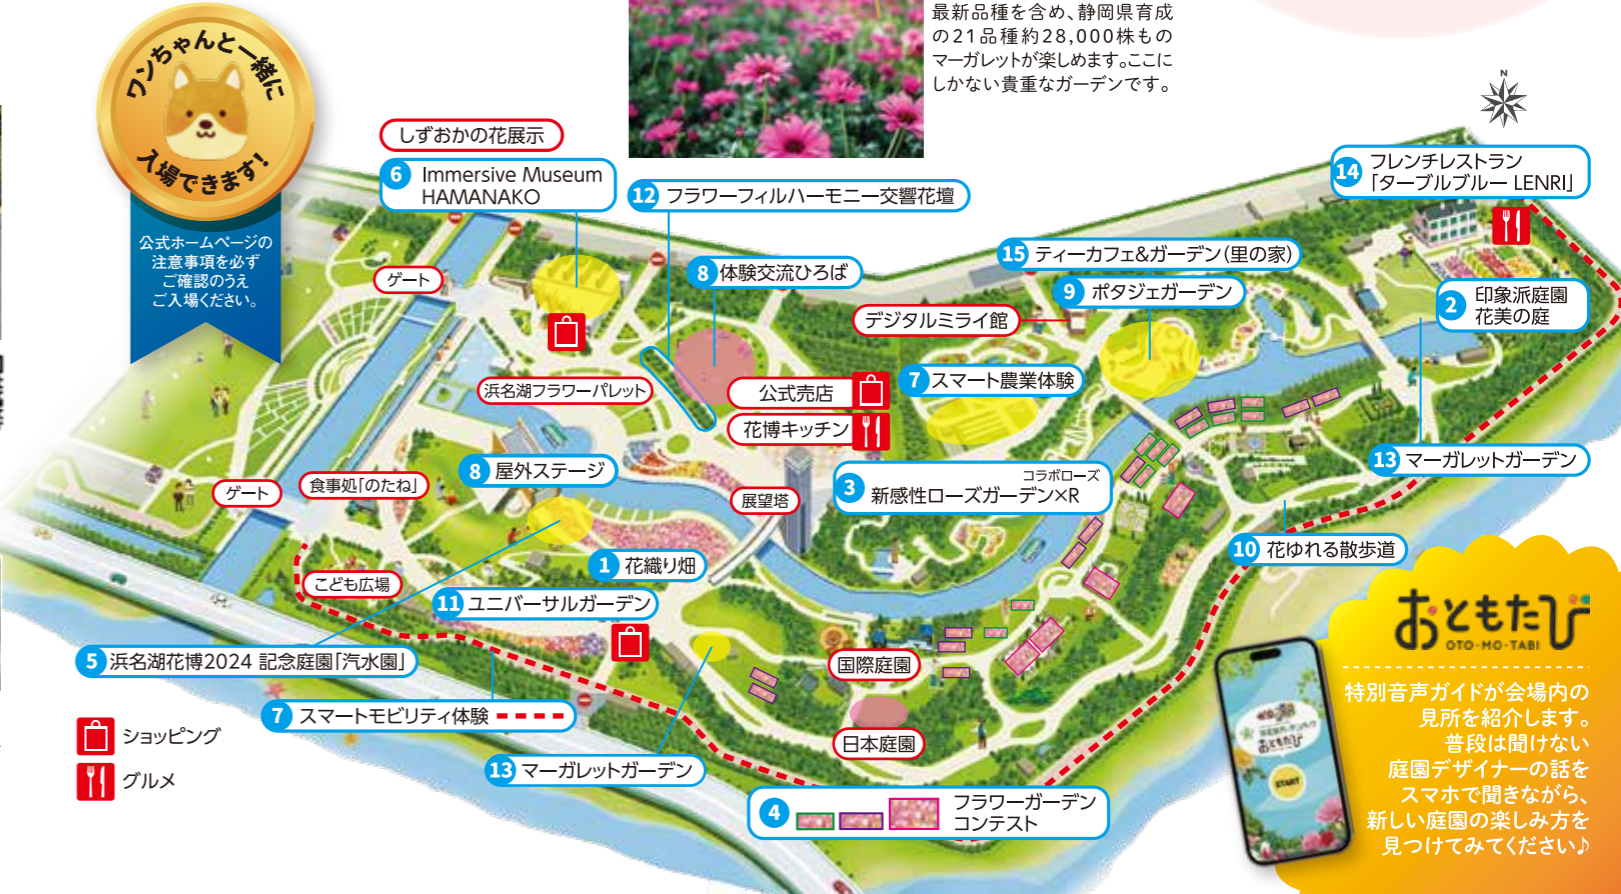 最新品種を含め、静岡県育成
の21品種約28,000株もの
マーガレットが楽しめます。ここに
しかない貴重なガーデンです。
ワンちゃんと一緒に
入場できます!
公式ホームページの
注意事項を必ず
ご確認のうえ
ご入場ください。
N
しずおかの花展示
6 Immersive Museum
HAMANAKO
12 フラワーフィルハーモニー交響花壇
14 フレンチレストラン
「ターブルブルー LENRI」
ゲート
8 体験交流ひろば
15 ティーカフェ&ガーデン(里の家)
9 ポタジェガーデン
2 印象派庭園
花美の庭
デジタルミライ館
浜名湖フラワーパレット
公式売店
7 スマート農業体験
花博キッチン
8 屋外ステージ
13 マーガレットガーデン
ゲート
食事処「のたね」
展望塔
コラボローズ
3 新感性ローズガーデン×R
10 花ゆれる散歩道
1 花織り畑
こども広場
11 ユニバーサルガーデン
5 浜名湖花博2024 記念庭園「汽水園」
国際庭園
7 スマートモビリティ体験
日本庭園
13 マーガレットガーデン
ショッピング
グルメ
4 フラワーガーデン
コンテスト
おともたび
OTO-MO-TABI
特別音声ガイドが会場内の
見所を紹介します。
普段は聞けない
庭園デザイナーの話を
スマホで聞きながら、
新しい庭園の楽しみ方を
見つけてみてください♪
おともたび
START